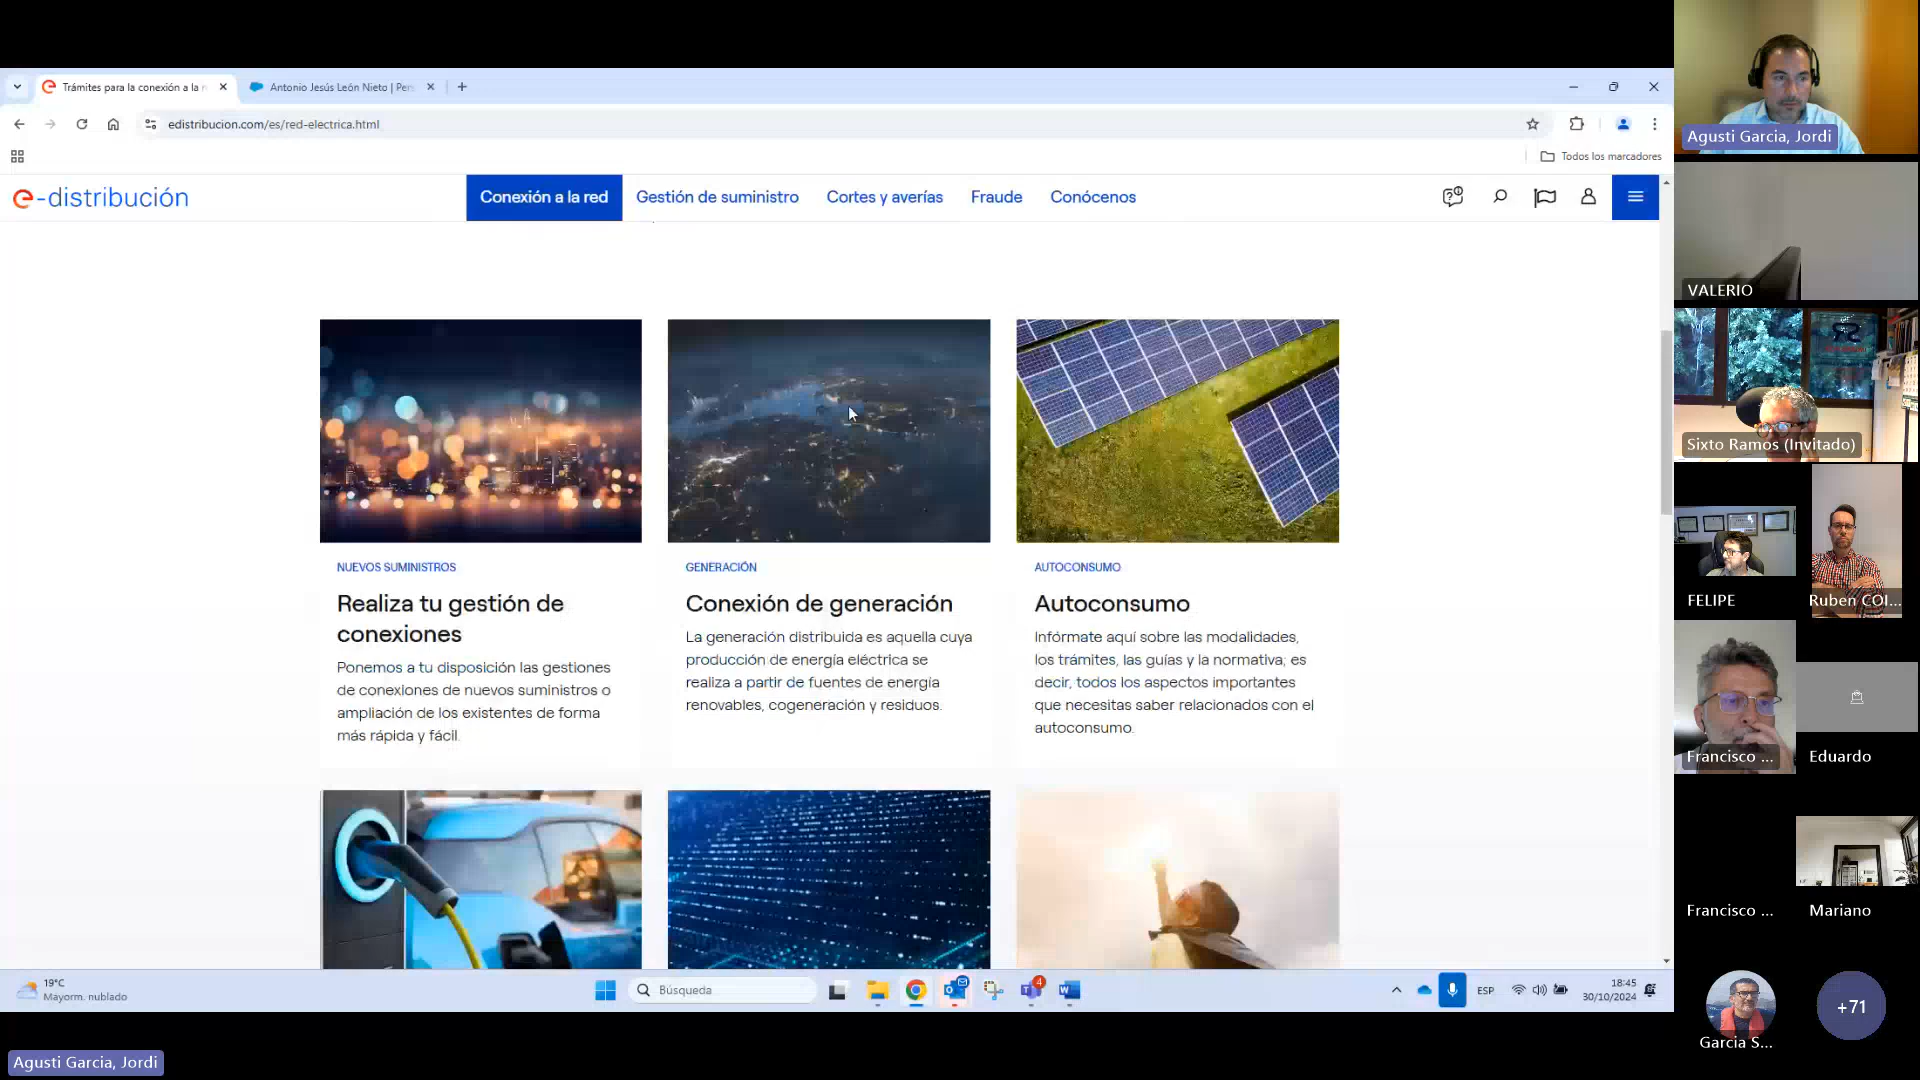 Trámites para la conexión a la r
Antonio Jesús León Nieto | Per
edistribucion.com/es/red-electrica.html
Todos los marcadores
e-distribución
Conexión a la red
Gestión de suministro
Cortes y averías
Fraude
Conócenos
NUEVOS SUMINISTROS
Realiza tu gestión de
conexiones
Ponemos a tu disposición las gestiones
de conexiones de nuevos suministros o
ampliación de los existentes de forma
más rápida y fácil.
GENERACIÓN
Conexión de generación
La generación distribuida es aquella cuya
producción de energía eléctrica se
realiza a partir de fuentes de energía
renovables, cogeneración y residuos.
AUTOCONSUMO
Autoconsumo
Infórmate aquí sobre las modalidades,
los trámites, las guías y la normativa; es
decir, todos los aspectos importantes
que necesitas saber relacionados con el
autoconsumo.
19°C
Mayorm. nublado
Búsqueda
4
ESP
18:45
30/10/2024
Agusti Garcia, Jordi
Agusti Garcia, Jordi
VALERIO
Sixto Ramos (Invitado)
FELIPE
Ruben COI...
Francisco ...
Eduardo
Francisco ...
Mariano
Garcia S...
+71